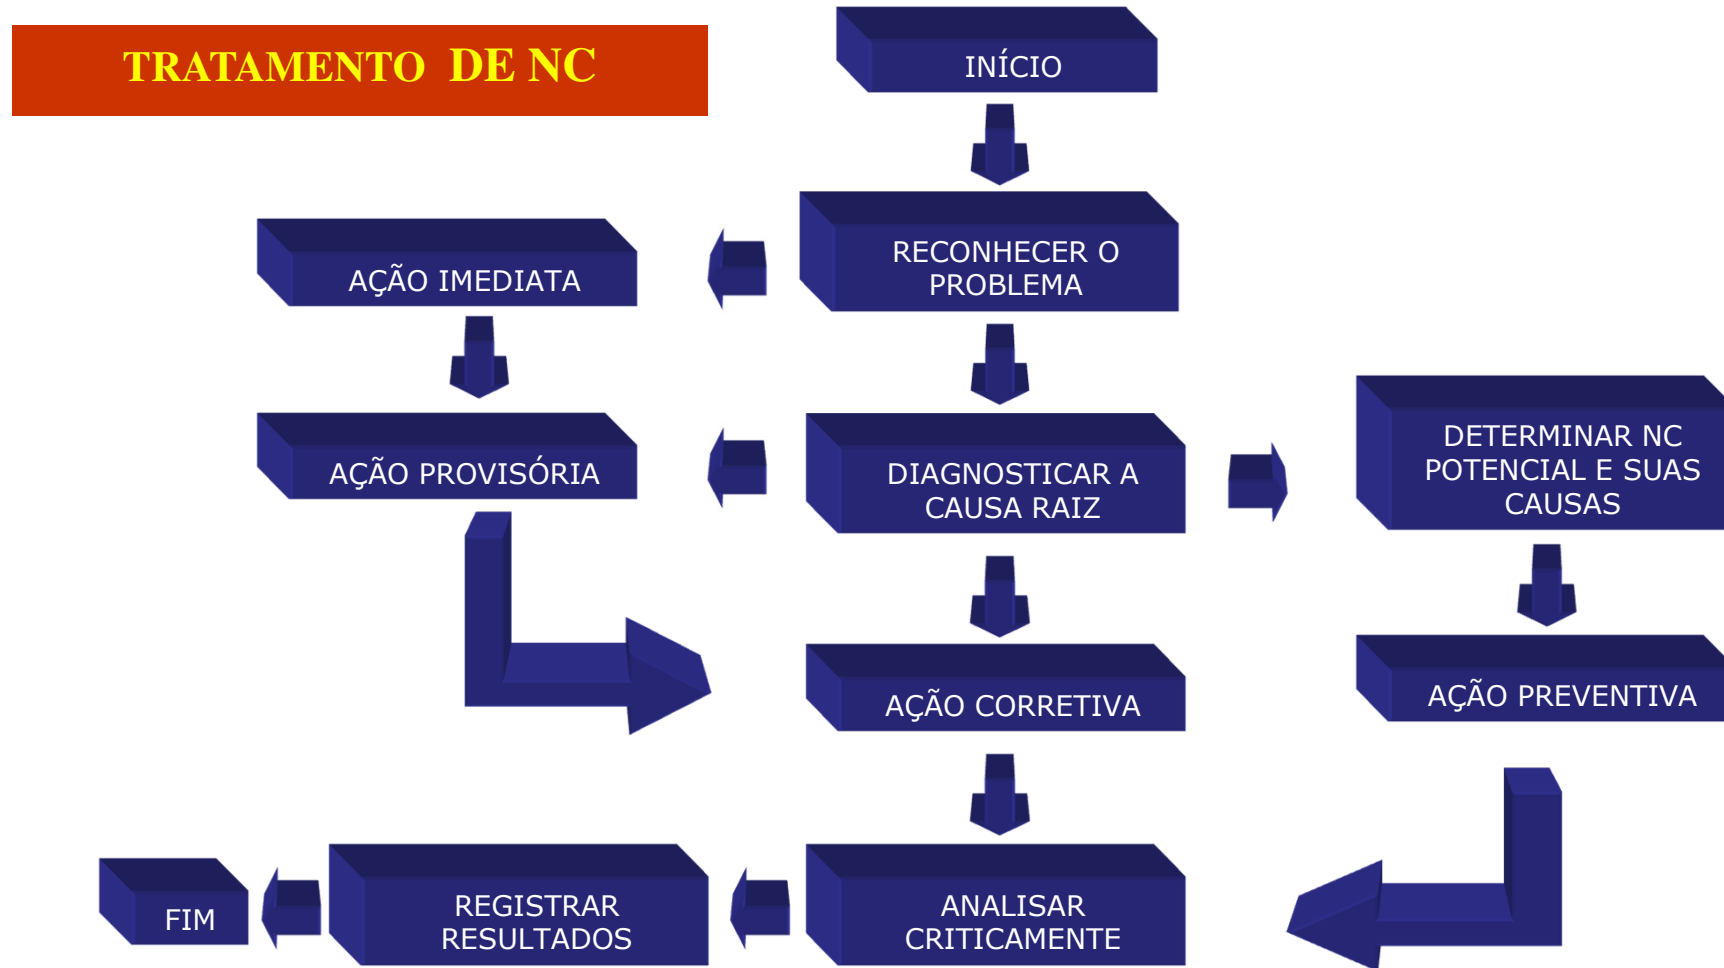 TRATAMENTO DE NC
INÍCIO
RECONHECER O
PROBLEMA
AÇÃO IMEDIATA
AÇÃO PROVISÓRIA
DIAGNOSTICAR A
CAUSA RAIZ
DETERMINAR NC
POTENCIAL E SUAS
CAUSAS
AÇÃO CORRETIVA
AÇÃO PREVENTIVA
ANALISAR
CRITICAMENTE
REGISTRAR
RESULTADOS
FIM